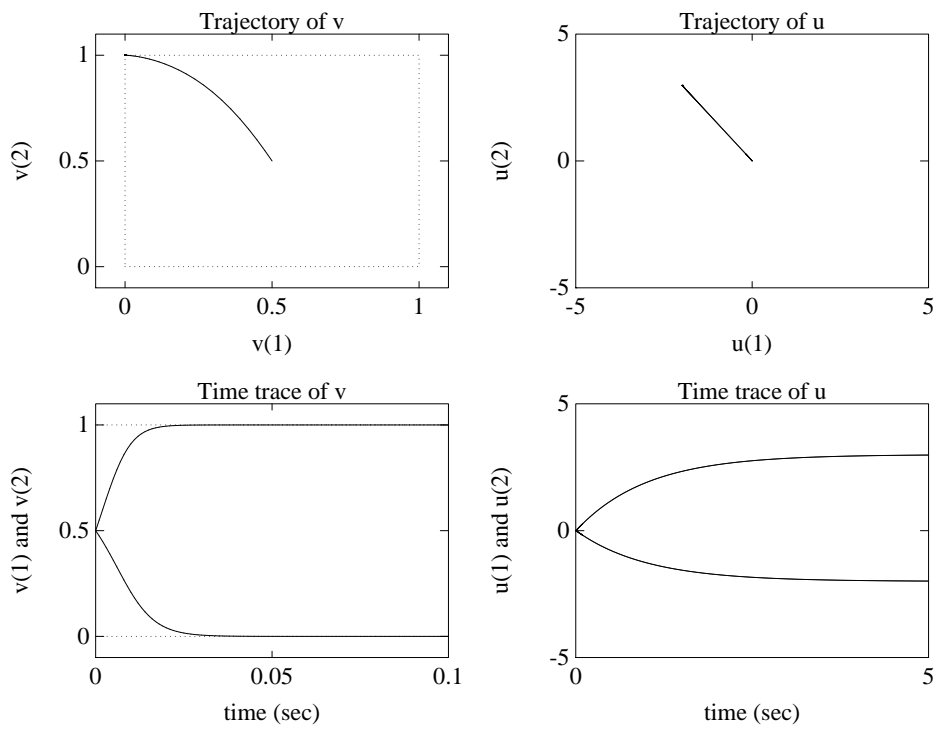 Trajectory of v
v(2)
1
0.5
0
0
0.5
1
v(1)
Trajectory of u
u(2)
5
0
-5
-5
0
5
u(1)
Time trace of v
v(1) and v(2)
1
0.5
0
0
0.05
0.1
time (sec)
Time trace of u
u(1) and u(2)
5
0
-5
0
5
time (sec)